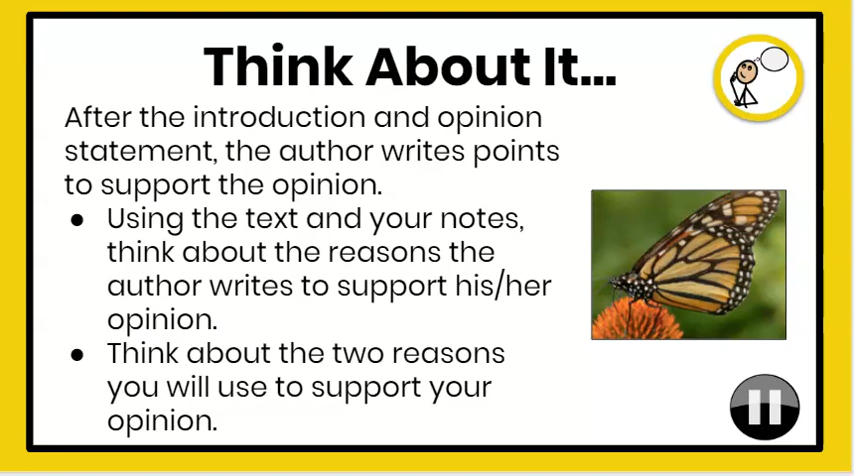 Think About It...
After the introduction and opinion
statement, the author writes points
to support the opinion.
● Using the text and your notes,
think about the reasons the
author writes to support his/her
opinion.
● Think about the two reasons
you will use to support your
opinion.